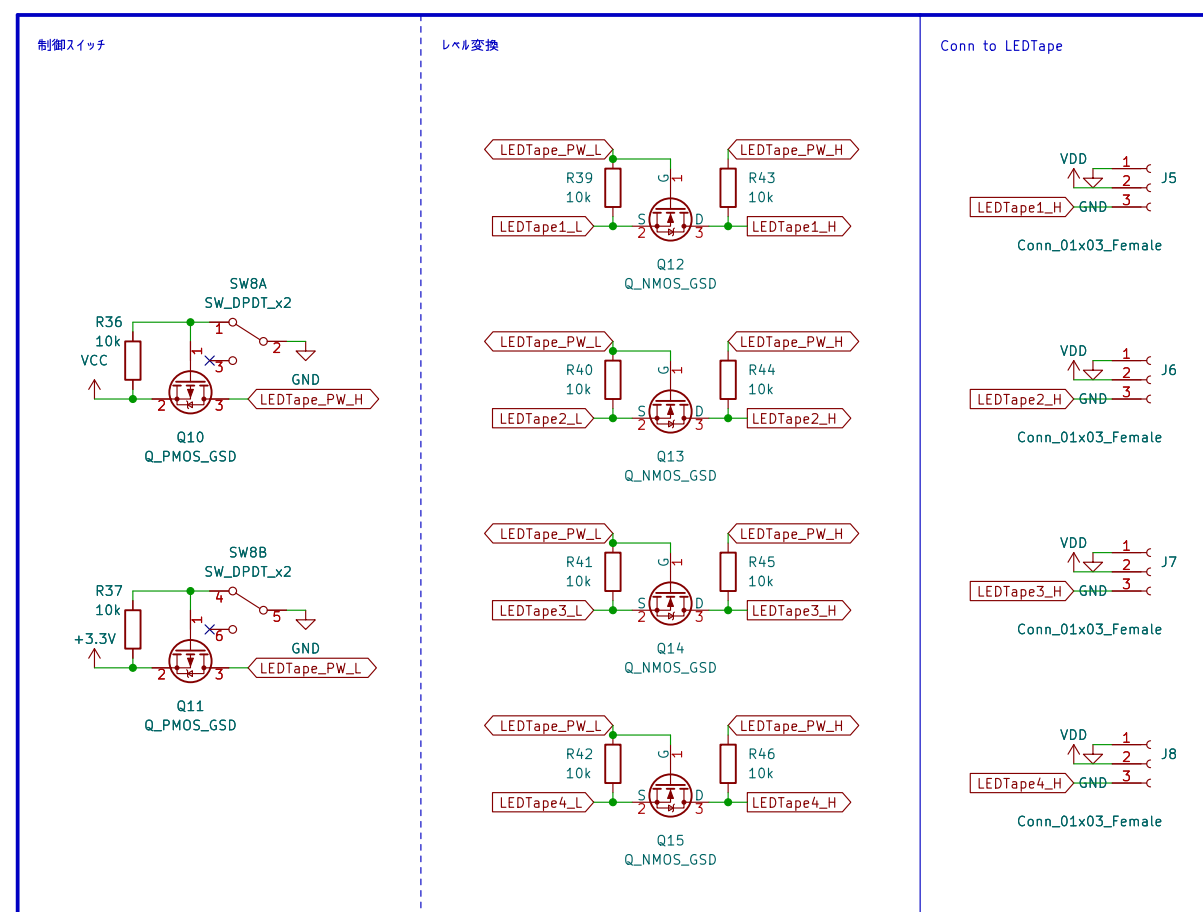 制御スイッチ
SW8A
SW_DPDT_x2
R36
10k
VCC
1
2
3
1
GND
LEDTape_PW_H
2
3
Q10
Q_PMOS_GSD
SW8B
SW_DPDT_x2
R37
10k
+3.3V
4
5
6
1
GND
LEDTape_PW_L
2
3
Q11
Q_PMOS_GSD
レベル変換
LEDTape_PW_L
LEDTape_PW_H
R39
10k
G
1
R43
10k
LEDTape1_L
S
2
D
3
LEDTape1_H
Q12
Q_NMOS_GSD
LEDTape_PW_L
LEDTape_PW_H
R40
10k
G
1
R44
10k
LEDTape2_L
S
2
D
3
LEDTape2_H
Q13
Q_NMOS_GSD
LEDTape_PW_L
LEDTape_PW_H
R41
10k
G
1
R45
10k
LEDTape3_L
S
2
D
3
LEDTape3_H
Q14
Q_NMOS_GSD
LEDTape_PW_L
LEDTape_PW_H
R42
10k
G
1
R46
10k
LEDTape4_L
S
2
D
3
LEDTape4_H
Q15
Q_NMOS_GSD
Conn to LEDTape
VDD
1
2
3
J5
LEDTape1_H
GND
Conn_01x03_Female
VDD
1
2
3
J6
LEDTape2_H
GND
Conn_01x03_Female
VDD
1
2
3
J7
LEDTape3_H
GND
Conn_01x03_Female
VDD
1
2
3
J8
LEDTape4_H
GND
Conn_01x03_Female